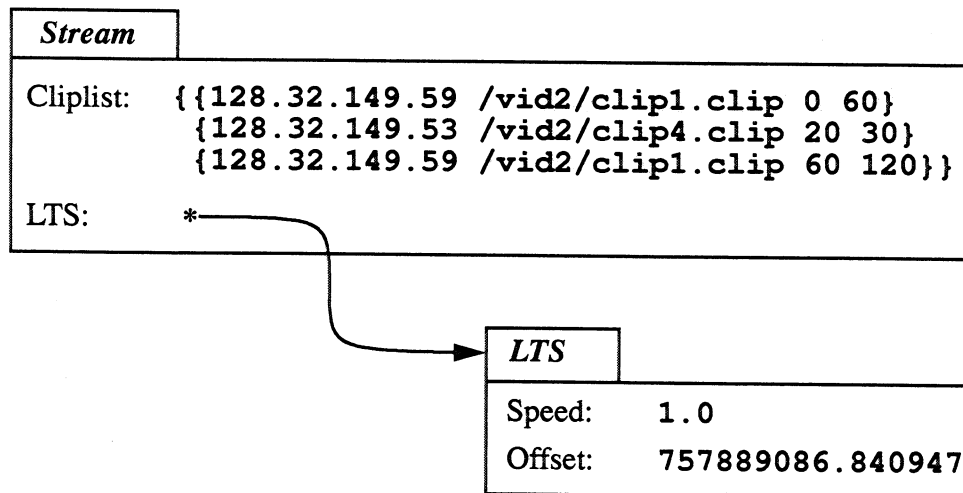 Stream
Cliplist: {{128.32.149.59 /vid2/clip1.clip 0 60}
{128.32.149.53 /vid2/clip4.clip 20 30}
{128.32.149.59 /vid2/clip1.clip 60 120}}
LTS: *
LTS
Speed: 1.0
Offset: 757889086.840947